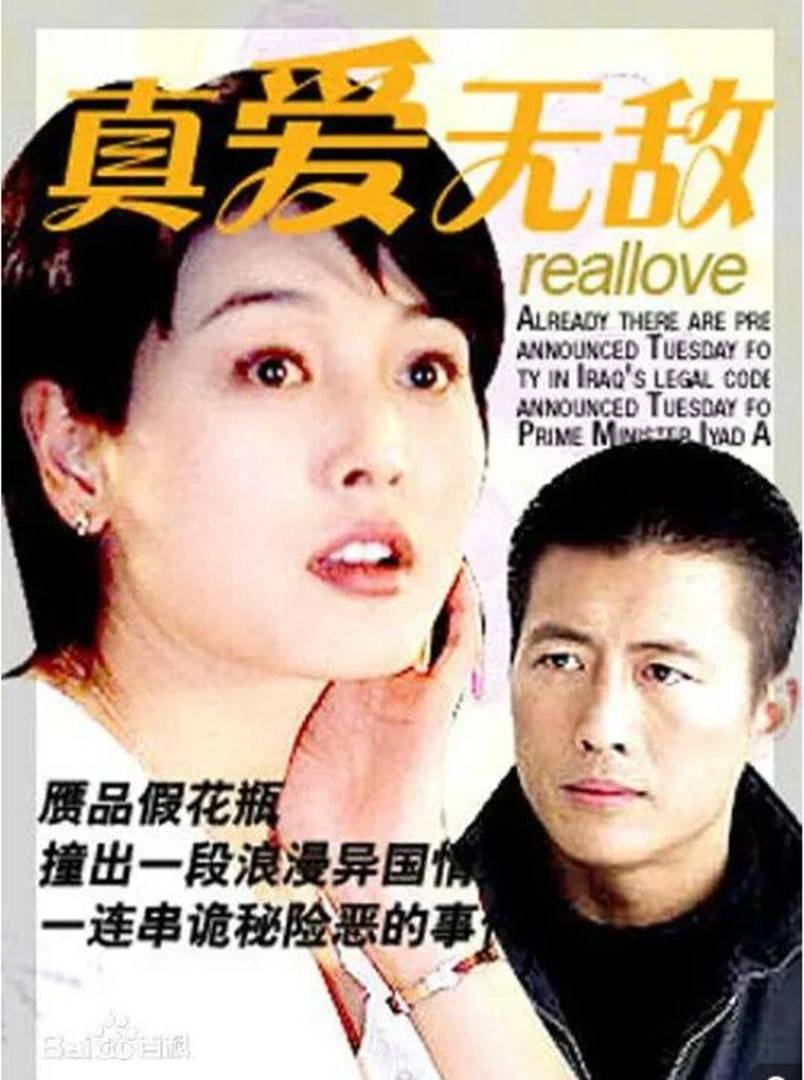 真爱无敌
reallove
ALREADY THERE ARE PRE
ANNOUNCED TUESDAY FO
TY IN IRAQ'S LEGAL CODE
ANNOUNCED TUESDAY FO
PRIME MINISTER IYAD A
赝品假花瓶
撞出一段浪漫异国情
一连串诡秘险恶的事
Bai百科